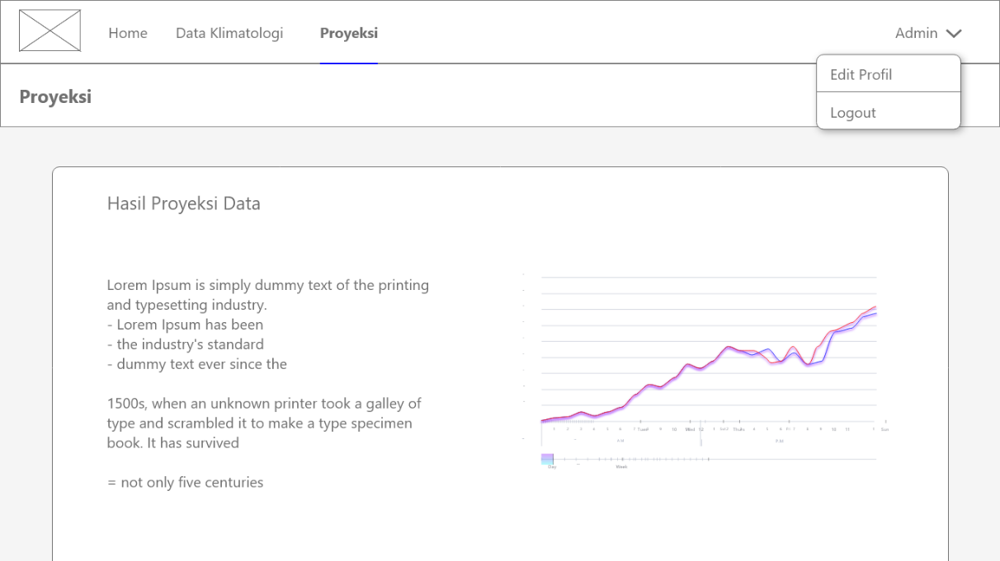 Home Data Klimatologi Proyeksi Admin
Edit Profil
Logout
Proyeksi
Hasil Proyeksi Data
Lorem Ipsum is simply dummy text of the printing
and typesetting industry.
- Lorem Ipsum has been
- the industry's standard
- dummy text ever since the
1500s, when an unknown printer took a galley of
type and scrambled it to make a type specimen
book. It has survived
= not only five centuries
Day Week